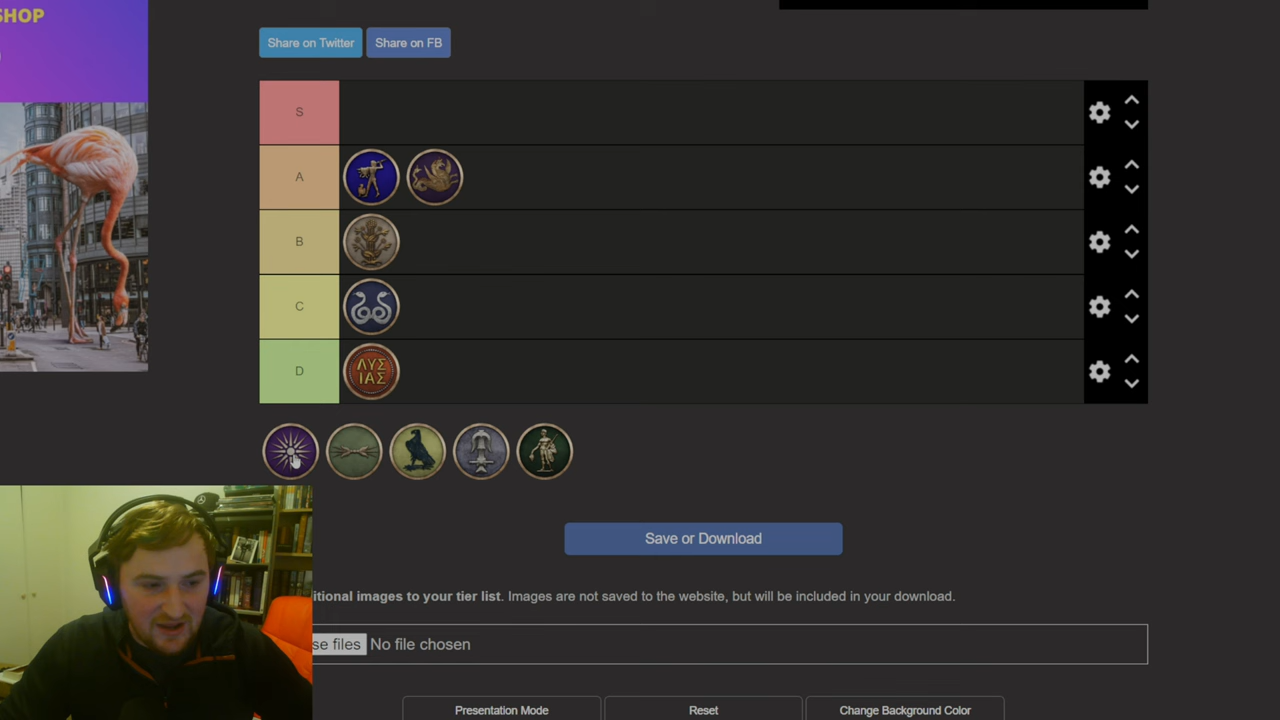 SHOP
Share on Twitter
Share on FB
S
A
B
C
D
ΛΥΣ
ΙΑΣ
Save or Download
itional images to your tier list. Images are not saved to the website, but will be included in your download.
se files
No file chosen
Presentation Mode
Reset
Change Background Color